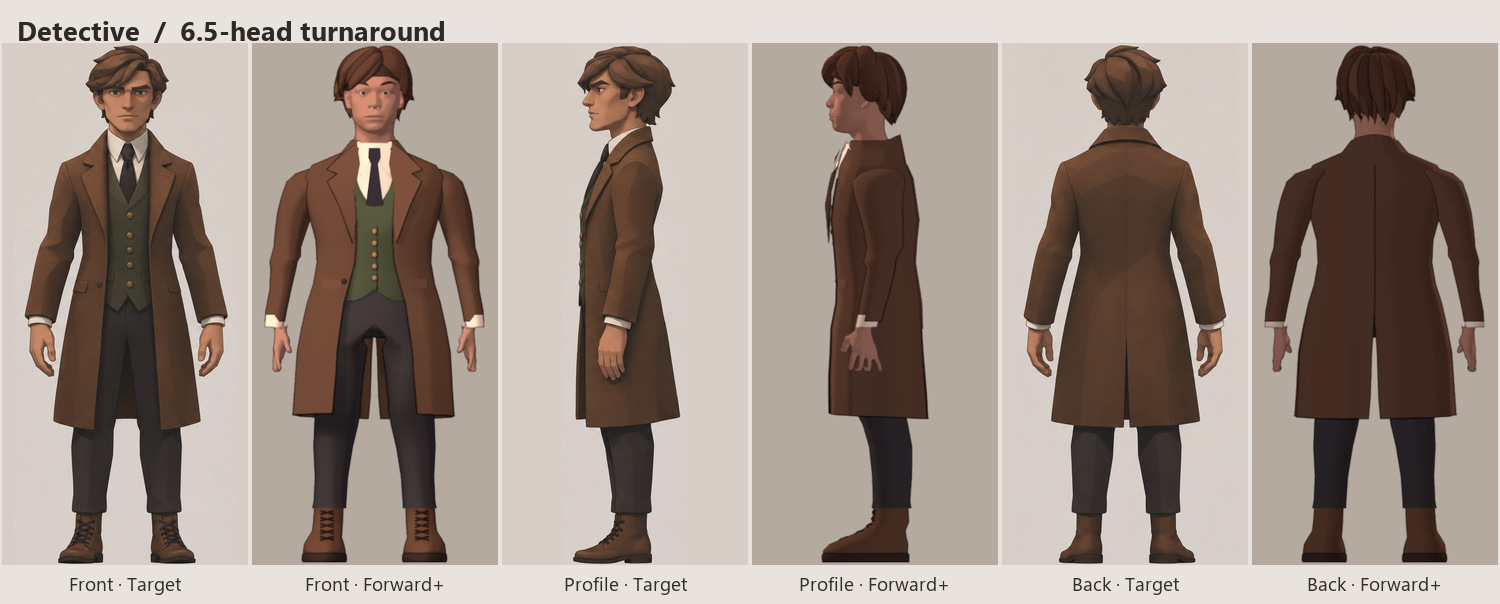 Detective / 6.5-head turnaround
Front · Target
Front · Forward+
Profile · Target
Profile · Forward+
Back · Target
Back · Forward+